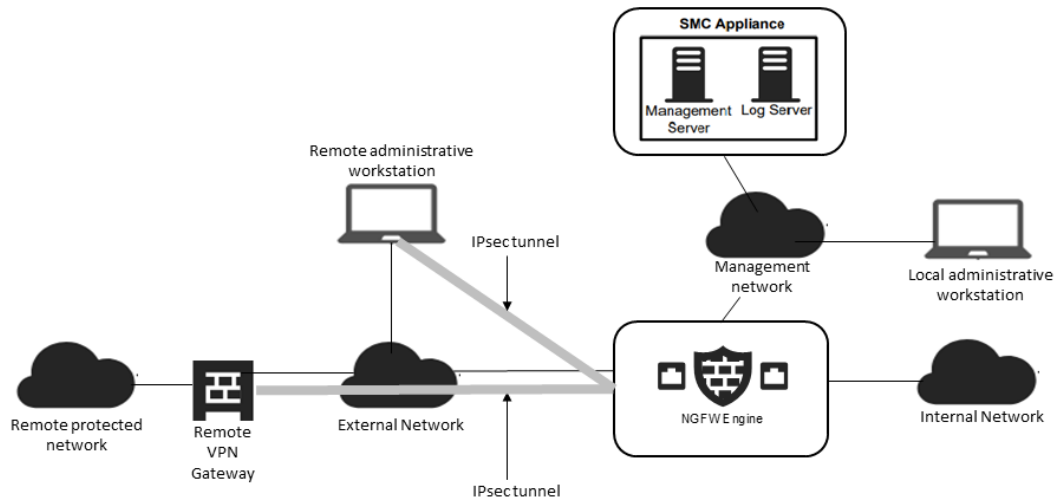 SMC Appliance
Management
Server
Log Server
Remote administrative
workstation
IPsec tunnel
Management
network
Local administrative
workstation
NGFW Engine
Remote protected
network
Remote
VPN
Gateway
External Network
Internal Network
IPsec tunnel